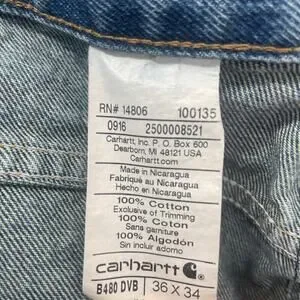 RN# 14806 100135
0916 2500008521
Carhartt, Inc. P. O. Box 600
Dearborn, MI 48121 USA
Carhartt.com
Made in Nicaragua
Fabriqué au Nicaragua
Hecho en Nicaragua
100% Cotton
Exclusive of Trimming
100% Coton
Sans Garniture
100% Algodón
Sin incluir adorno
carhartt
B480 DVB 36 X 34